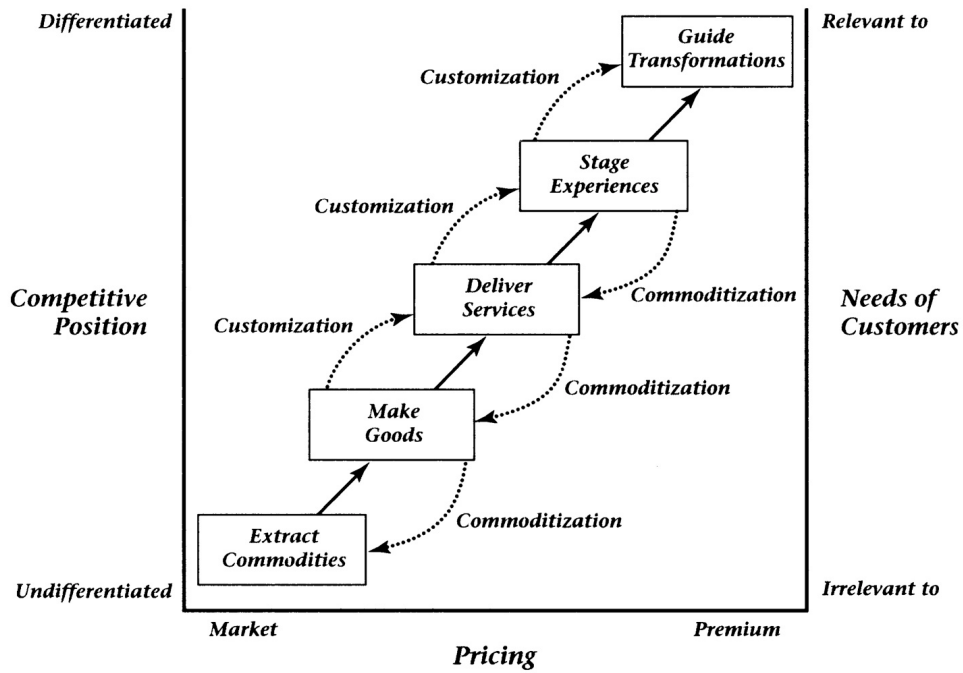 Differentiated
Relevant to
Guide
Transformations
Customization
Stage
Experiences
Customization
Competitive
Position
Deliver
Services
Commoditization
Needs of
Customers
Customization
Commoditization
Make
Goods
Commoditization
Extract
Commodities
Undifferentiated
Irrelevant to
Market
Premium
Pricing